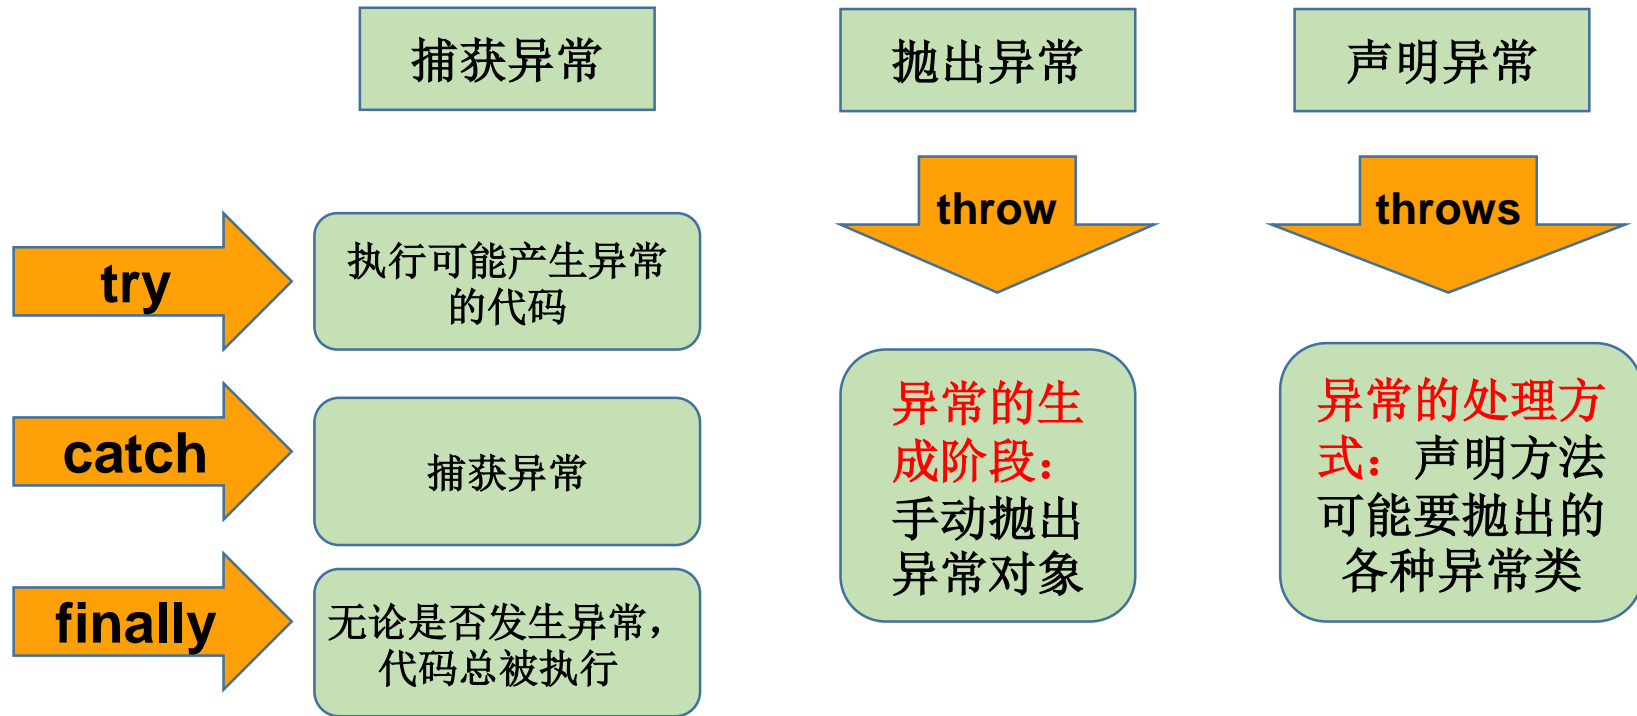 捕获异常
抛出异常
声明异常
try
执行可能产生异常
的代码
catch
捕获异常
finally
无论是否发生异常，
代码总被执行
throw
异常的生
成阶段：
手动抛出
异常对象
throws
异常的处理方
式：声明方法
可能要抛出的
各种异常类